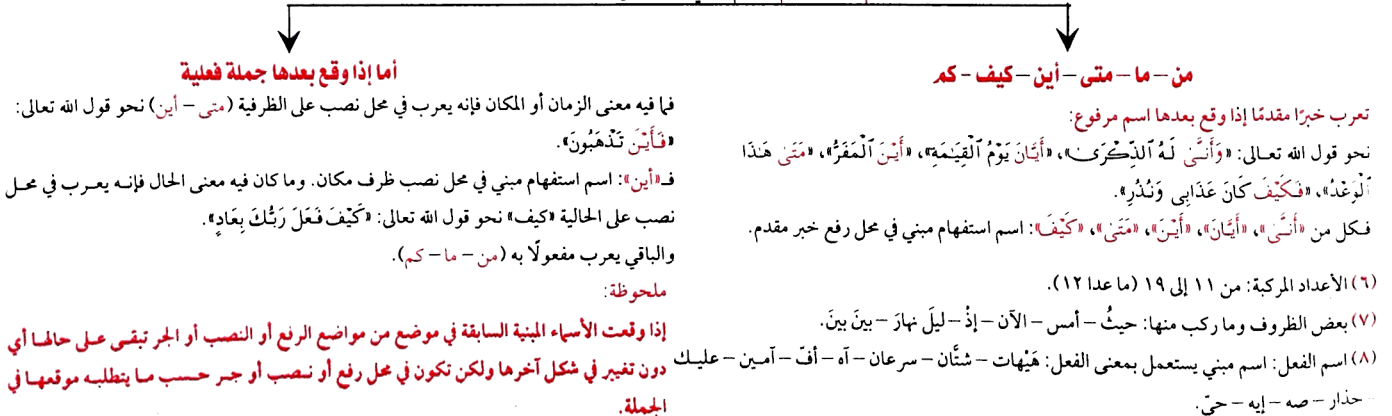 من – ما – متى – أين – كيف – كم
تعرب خبرًا مقدمًا إذا وقع بعدها اسم مرفوع:
نحو قول الله تعالى: «وَأَنَّىٰ لَهُ ٱلذِّكْرَىٰ»، «أَيَّانَ يَوْمُ ٱلْقِيَٰمَةِ»، «أَيْنَ ٱلْمَفَرُّ»، «مَتَىٰ هَٰذَا
ٱلْوَعْدُ»، «فَكَيْفَ كَانَ عَذَابِى وَنُذُرِ».
فكل من «أَنَّىٰ»، «أَيَّانَ»، «أَيْنَ»، «مَتَىٰ»، «كَيْفَ»: اسم استفهام مبني في محل رفع خبر مقدم.
(٦) الأعداد المركبة: من ١١ إلى ١٩ (ما عدا ١٢).
(٧) بعض الظروف وما ركب منها: حيثُ – أمس – الآن – إذْ – ليلَ نهارَ – بينَ بينَ.
(٨) اسم الفعل: اسم مبني يستعمل بمعنى الفعل: هَيْهات – شتَّان – سرعان – آه – أفّ – آمين – عليك
– حذار – صه – إيه – حيّ.
أما إذا وقع بعدها جملة فعلية
فما فيه معنى الزمان أو المكان فإنه يعرب في محل نصب على الظرفية (متى – أين) نحو قول الله تعالى:
«فَأَيْنَ تَذْهَبُونَ».
فـ«أين»: اسم استفهام مبني في محل نصب ظرف مكان. وما كان فيه معنى الحال فإنه يعرب في محل
نصب على الحالية «كيف» نحو قول الله تعالى: «كَيْفَ فَعَلَ رَبُّكَ بِعَادٍ».
والباقي يعرب مفعولًا به (من – ما – كم).
ملحوظة:
إذا وقعت الأسماء المبنية السابقة في موضع من مواضع الرفع أو النصب أو الجر تبقى على حالها أي
دون تغيير في شكل آخرها ولكن تكون في محل رفع أو نصب أو جر حسب ما يتطلبه موقعها في
الجملة.